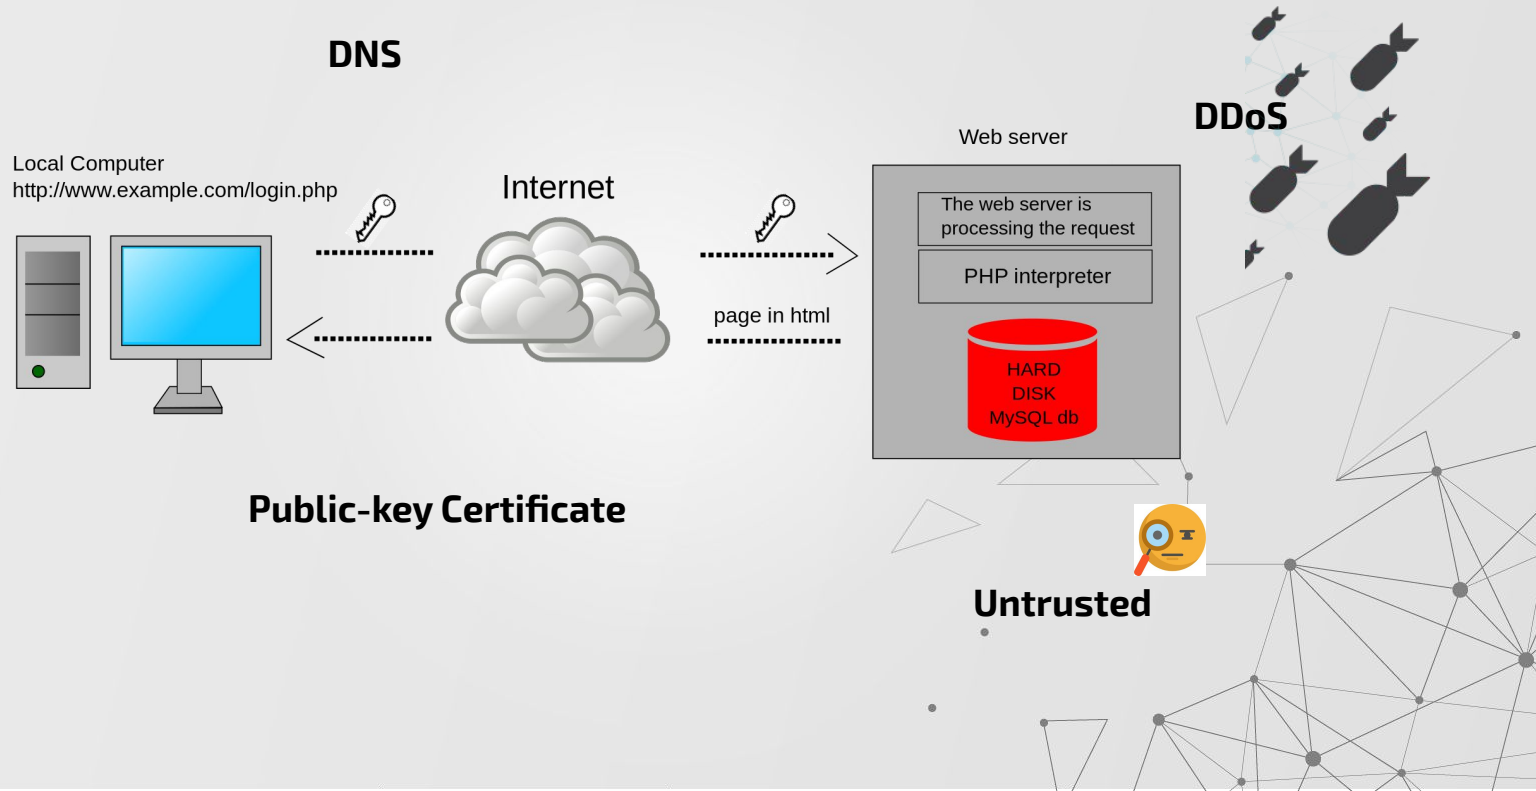 DNS
DDoS
Web server
Local Computer
http://www.example.com/login.php
Internet
The web server is
processing the request
PHP interpreter
page in html
HARD
DISK
MySQL db
Public-key Certificate
Untrusted